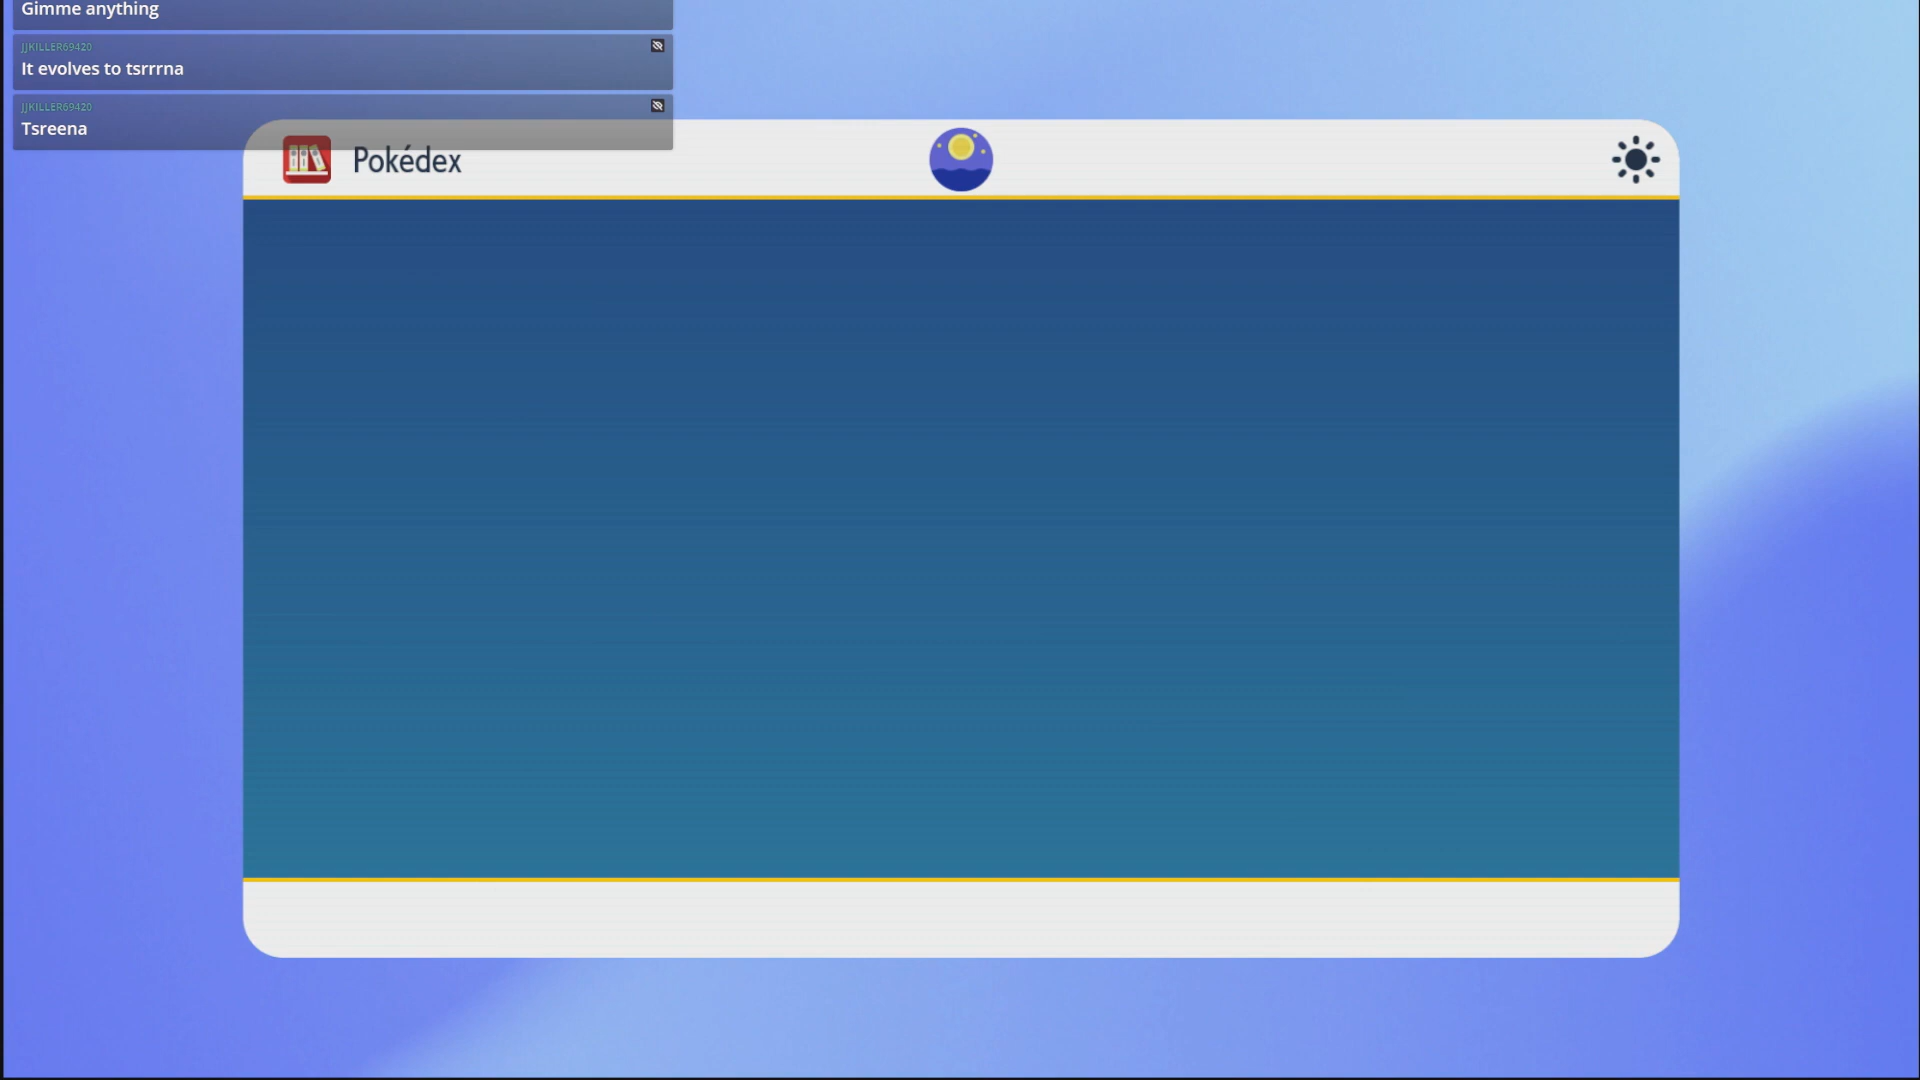 Gimme anything
JJKILLER69420
It evolves to tsrrrna
JJKILLER69420
Tsreena
Pokédex